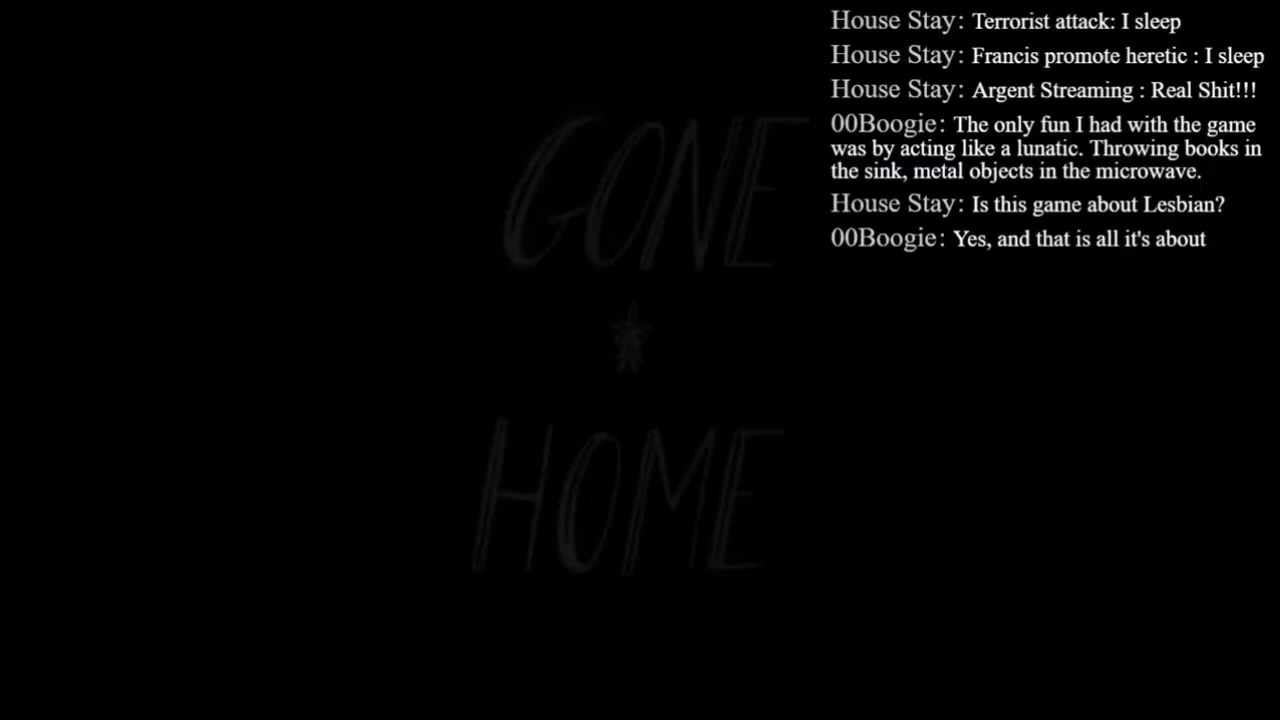 House Stay: Terrorist attack: I sleep
House Stay: Francis promote heretic : I sleep
House Stay: Argent Streaming : Real Shit!!!
00Boogie: The only fun I had with the game
was by acting like a lunatic. Throwing books in
the sink, metal objects in the microwave.
House Stay: Is this game about Lesbian?
00Boogie: Yes, and that is all it's about
GONE
HOME